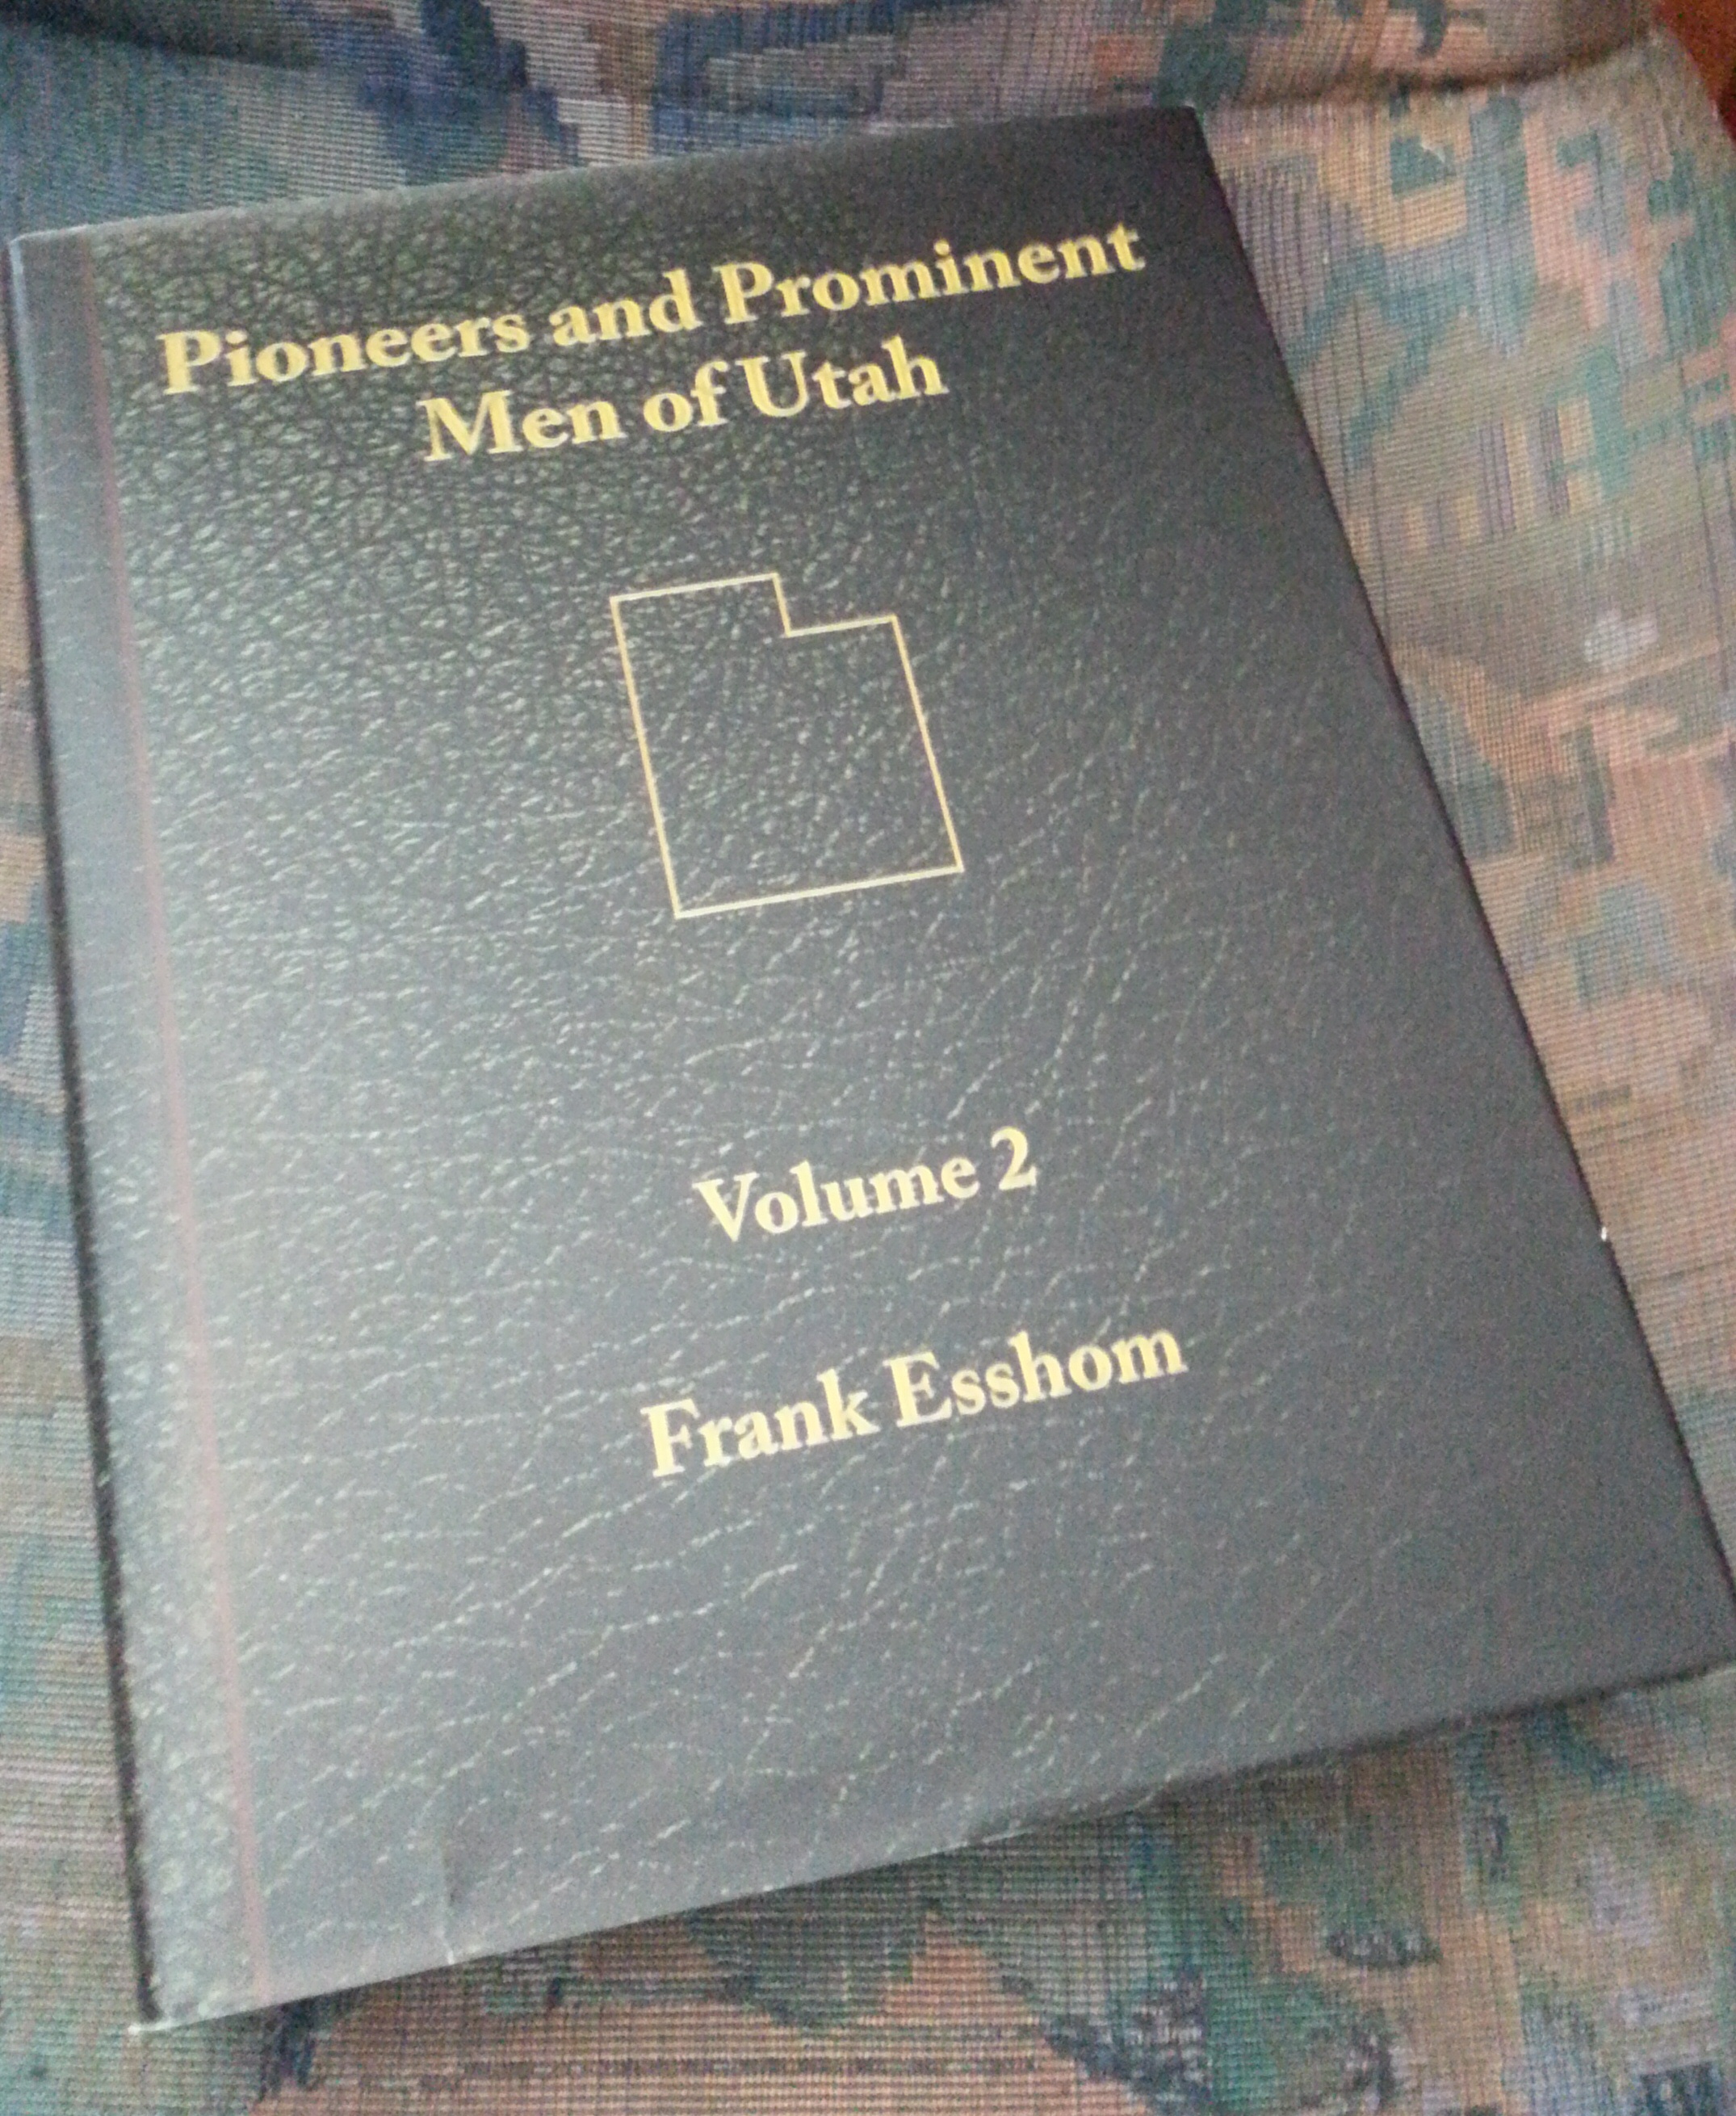 Pioneers and Prominent
Men of Utah
Volume 2
Frank Esshom